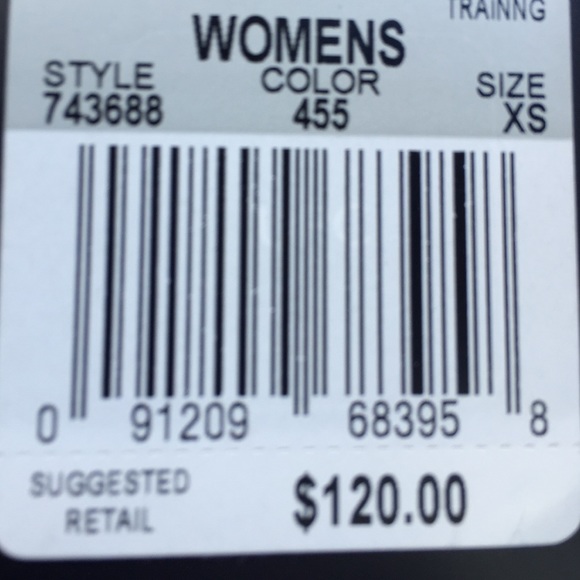 TRAINNG
WOMENS
STYLE COLOR SIZE
743688 455 XS
0 91209 68395 8
SUGGESTED
RETAIL $120.00